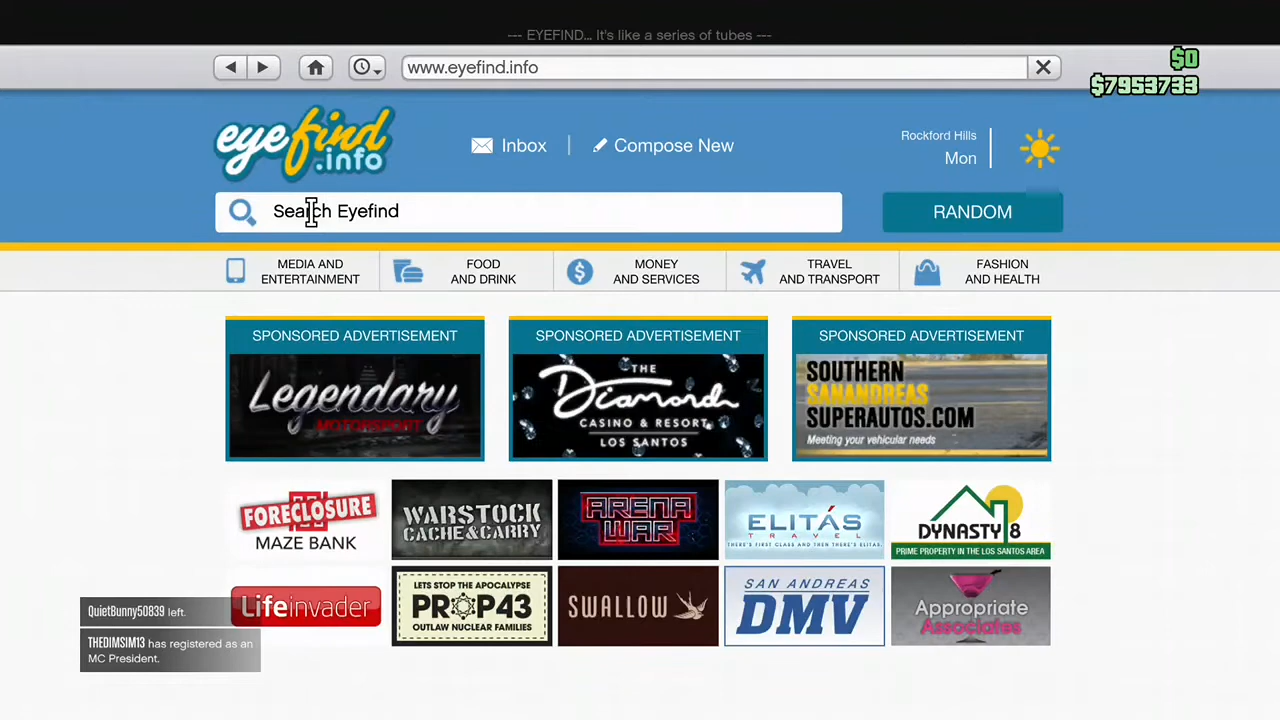 --- EYEFIND... It's like a series of tubes ---
www.eyefind.info
$0
$7953733
eyefind.info
Inbox
Compose New
Rockford Hills
Mon
Search Eyefind
RANDOM
MEDIA AND
ENTERTAINMENT
FOOD
AND DRINK
MONEY
AND SERVICES
TRAVEL
AND TRANSPORT
FASHION
AND HEALTH
SPONSORED ADVERTISEMENT
Legendary
MOTORSPORT
SPONSORED ADVERTISEMENT
THE
Diamond
CASINO & RESORT
LOS SANTOS
SPONSORED ADVERTISEMENT
SOUTHERN
SANANDREAS
SUPERAUTOS.COM
Meeting your vehicular needs
FORECLOSURE
MAZE BANK
WARSTOCK
CACHE&CARRY
ARENA
WAR
ELITÁS
TRAVEL
THERE'S FIRST CLASS AND THEN THERE'S ELITAS.
DYNASTY 8
PRIME PROPERTY IN THE LOS SANTOS AREA
Lifeinvader
LETS STOP THE APOCALYPSE
PROP43
OUTLAW NUCLEAR FAMILIES
SWALLOW
SAN ANDREAS
DMV
Appropriate
Associates
QuietBunny50839 left.
THEDIMSIM13 has registered as an
MC President.